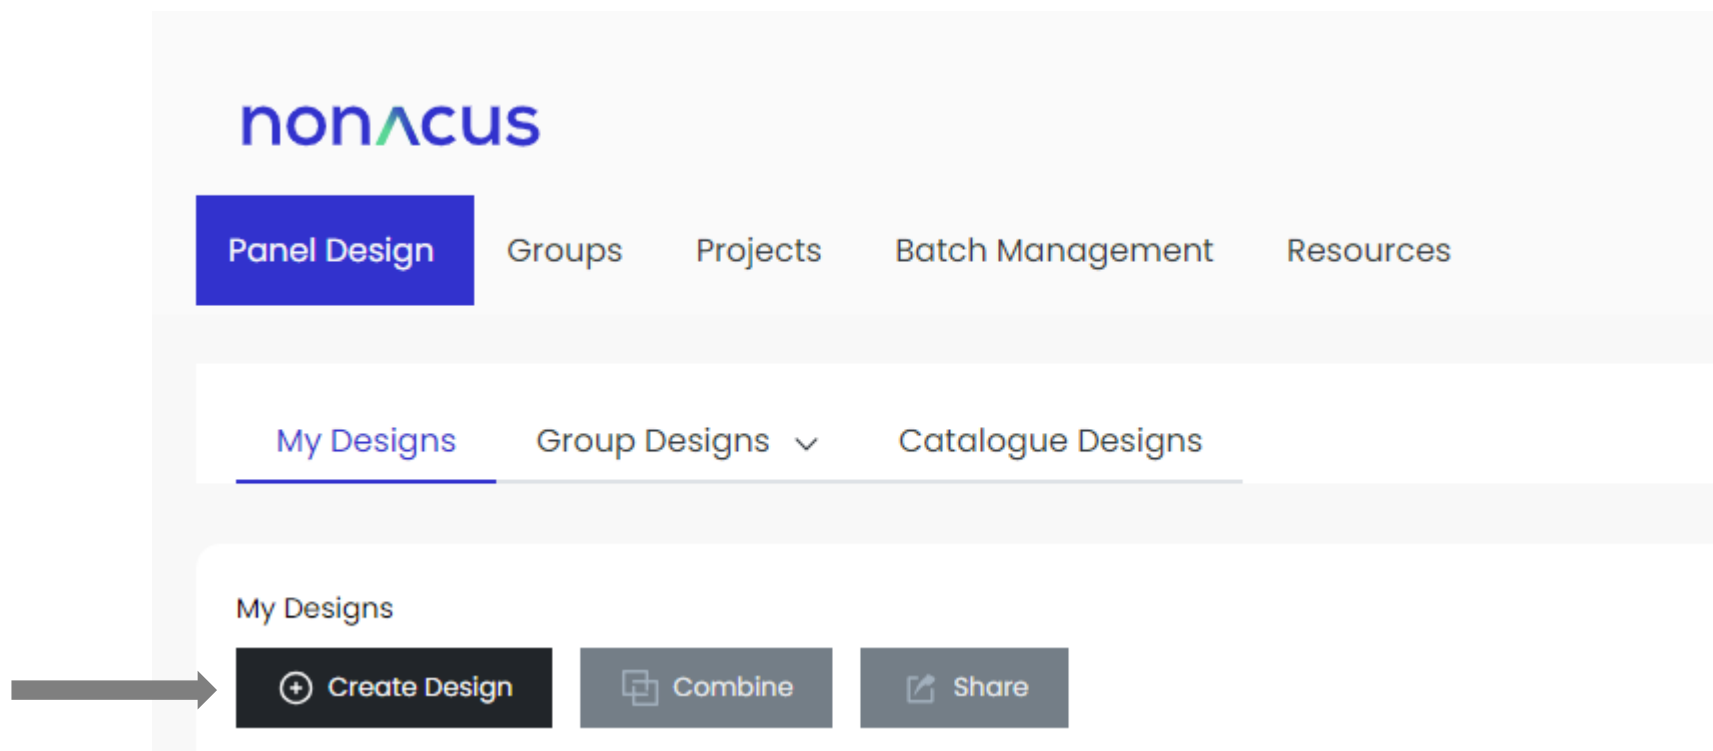 nonacus
Panel Design Groups Projects Batch Management Resources
My Designs Group Designs Catalogue Designs
My Designs
Create Design Combine Share